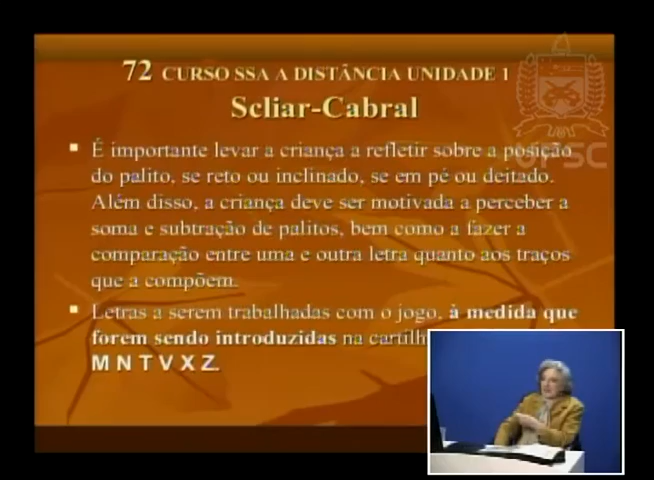 72 CURSO SSA A DISTÂNCIA UNIDADE 1
Scliar-Cabral
UFSC
É importante levar a criança a refletir sobre a posição
do palito, se reto ou inclinado, se em pé ou deitado.
Além disso, a criança deve ser motivada a perceber a
soma e subtração de palitos, bem como a fazer a
comparação entre uma e outra letra quanto aos traços
que a compõem.
Letras a serem trabalhadas com o jogo, à medida que
forem sendo introduzidas na
M N T V X Z.